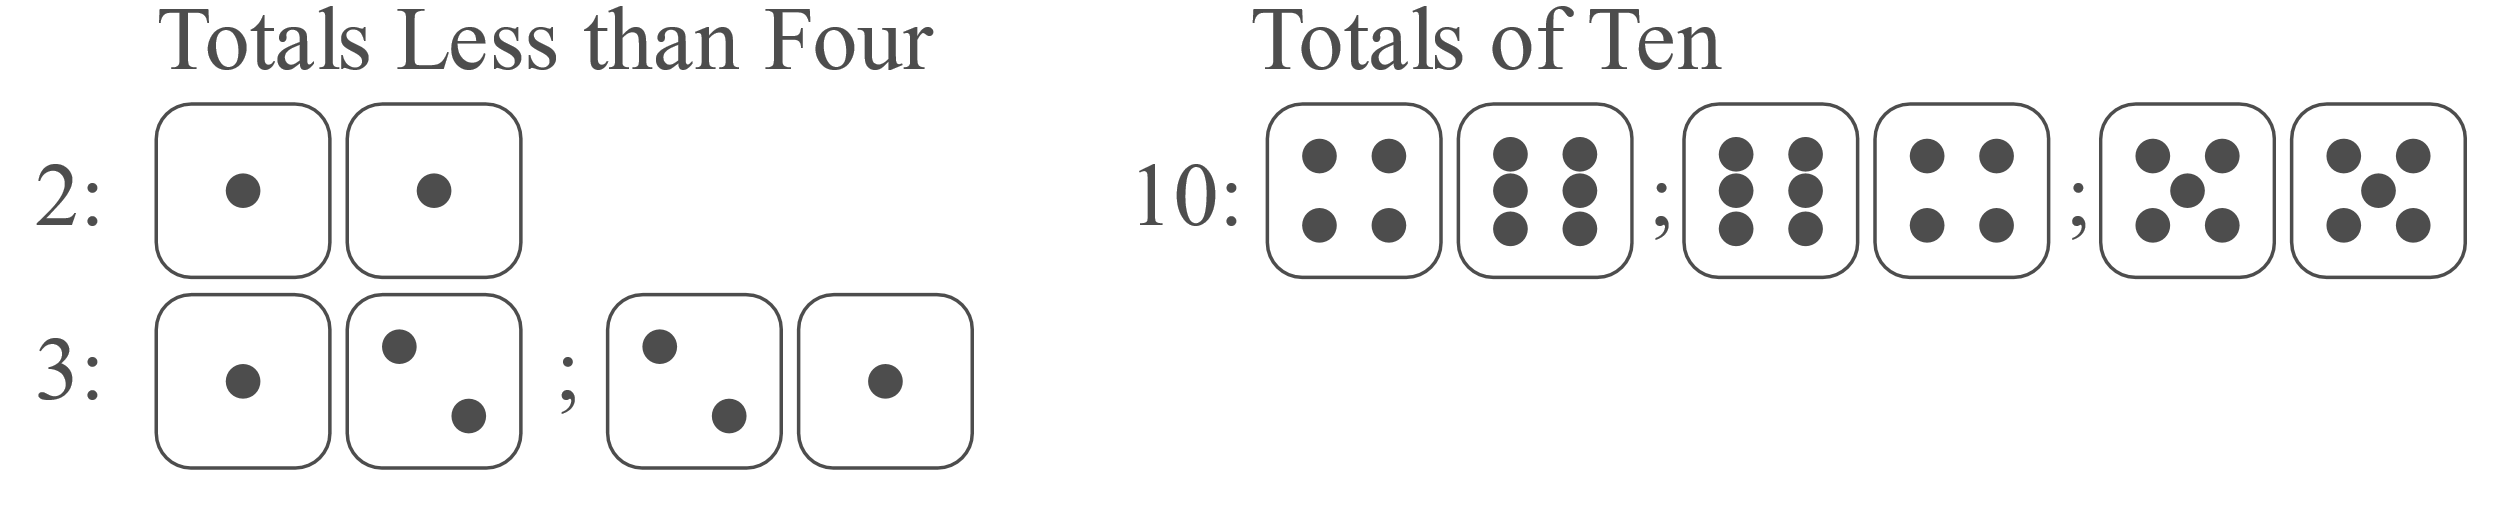 Totals Less than Four
2:
3: ;
Totals of Ten
10: ; ;